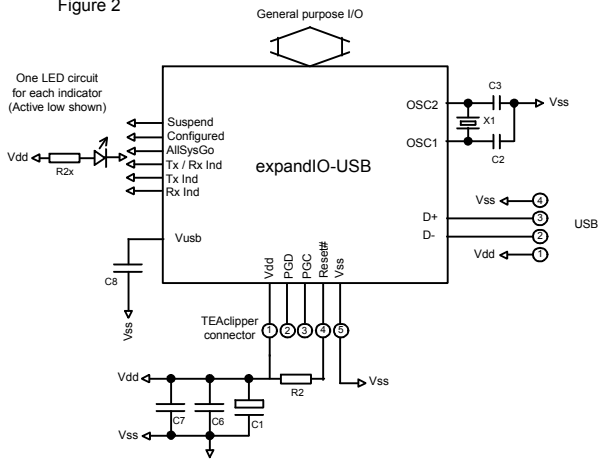 Figure 2
General purpose I/O
One LED circuit
for each indicator
(Active low shown)
Suspend
Configured
AllSysGo
Tx / Rx Ind
Tx Ind
Rx Ind
Vdd
R2x
expandIO-USB
OSC2
OSC1
C3
X1
C2
Vss
Vss
4
D+
3
D-
2
Vdd
1
USB
Vusb
C8
Vss
Vdd
PGD
PGC
Reset#
Vss
TEAclipper
connector
1
2
3
4
5
Vdd
R2
Vss
C7
C6
C1
Vss